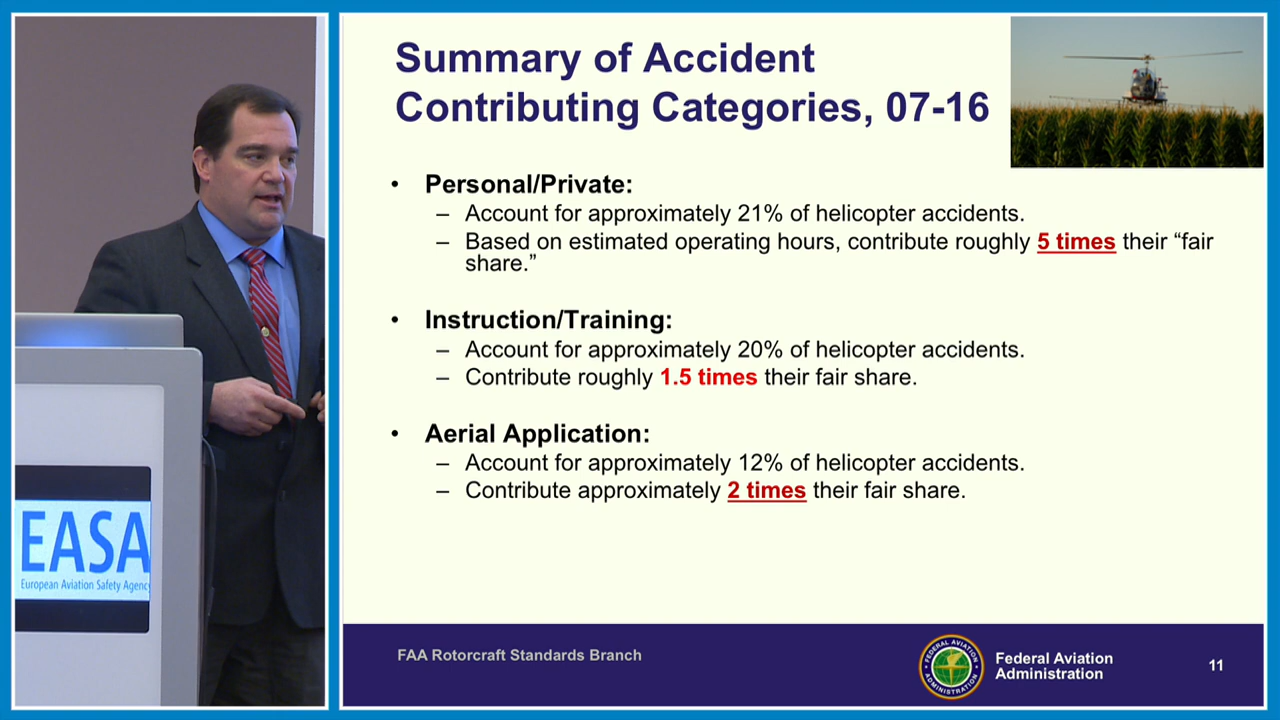 Summary of Accident
Contributing Categories, 07-16
• Personal/Private:
– Account for approximately 21% of helicopter accidents.
– Based on estimated operating hours, contribute roughly 5 times their “fair
share.”
• Instruction/Training:
– Account for approximately 20% of helicopter accidents.
– Contribute roughly 1.5 times their fair share.
• Aerial Application:
– Account for approximately 12% of helicopter accidents.
– Contribute approximately 2 times their fair share.
EASA
European Aviation Safety Agency
FAA Rotorcraft Standards Branch
FEDERAL AVIATION
ADMINISTRATION
Federal Aviation
Administration
11